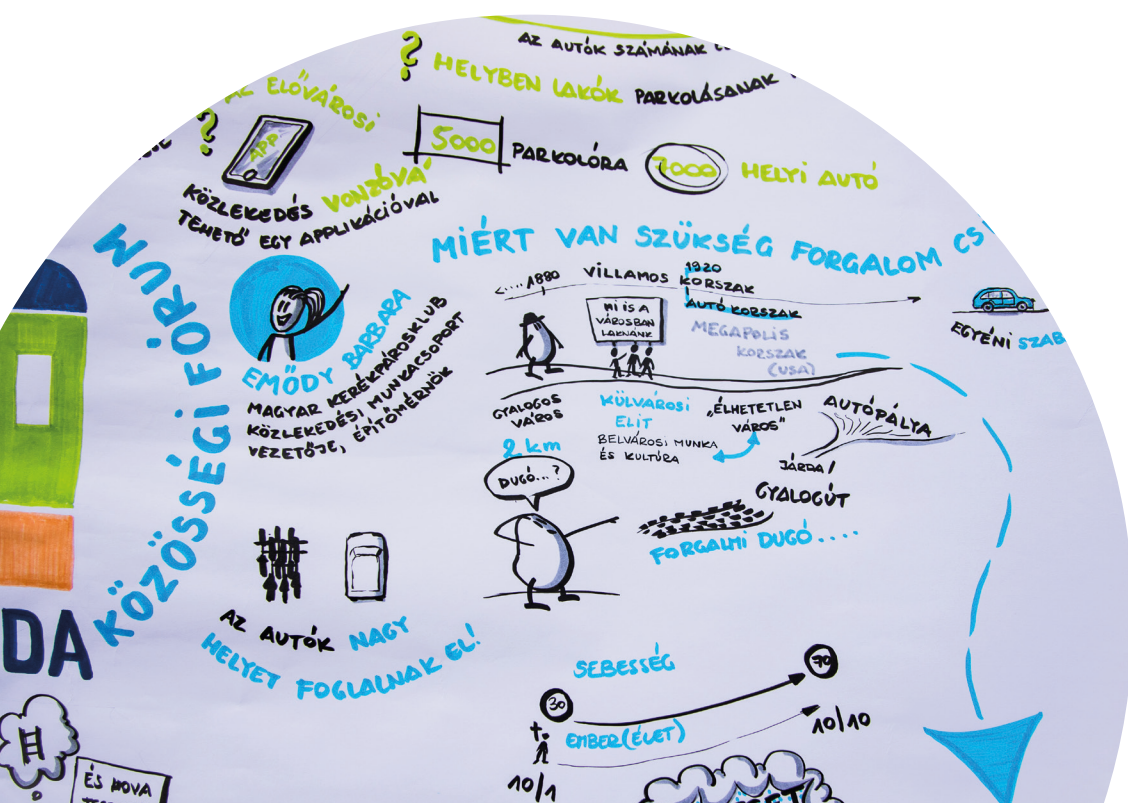 AZ AUTÓK SZÁMÁNAK
? HELYBEN LAKÓK PARKOLÁSANAK
? AZ ELŐVÁROSI
APP
KÖZLEKEDÉS VONZÓVÁ
TEHETŐ EGY APPLIKÁCIÓVAL
5000 PARKOLÓRA
7000 HELYI AUTÓ
KÖZÖSSÉGI FÓRUM
EMŐDY BARBARA
MAGYAR KERÉKPÁROSKLUB
KÖZLEKEDÉSI MUNKACSOPORT
VEZETŐJE, ÉPÍTŐMÉRNÖK
MIÉRT VAN SZÜKSÉG FORGALOM CS
<....1880 VILLAMOS KORSZAK
1920
AUTÓ KORSZAK
MEGAPOLIS
KORSZAK
(USA)
MI IS A
VÁROSBAN
LAKNÁNK
EGYÉNI SZAB
GYALOGOS
VÁROS
2 km
KÜLVÁROSI
ELIT
BELVÁROSI MUNKA
ÉS KULTÚRA
„ÉLHETETLEN
VÁROS"
AUTÓPÁLYA
JÁRDA/
GYALOGÚT
DUGÓ...?
FORGALMI DUGÓ....
AZ AUTÓK NAGY
HELYET FOGLALNAK EL!
DA
SEBESSÉG
30
70
EMBER(ÉLET)
10/1
10/10
ÉS HOVA